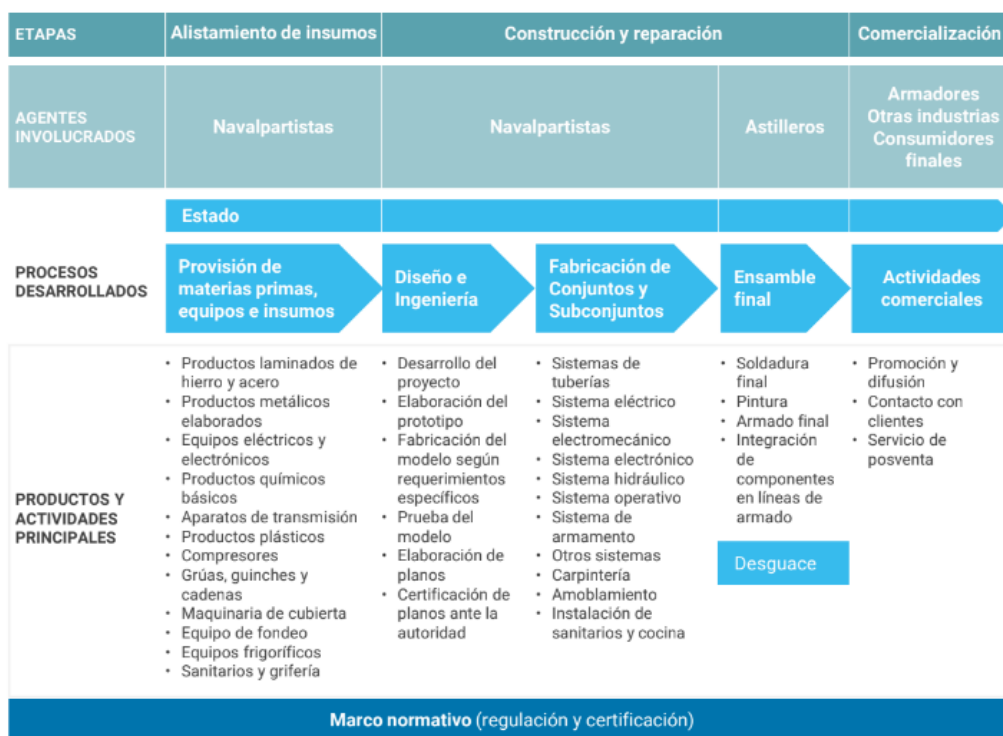 ETAPAS
Alistamiento de insumos
Construcción y reparación
Comercialización
AGENTES
INVOLUCRADOS
Navalpartistas
Navalpartistas
Astilleros
Armadores
Otras industrias
Consumidores
finales
Estado
PROCESOS
DESARROLLADOS
Provisión de
materias primas,
equipos e insumos
Diseño e
Ingeniería
Fabricación de
Conjuntos y
Subconjuntos
Ensamble
final
Actividades
comerciales
PRODUCTOS Y
ACTIVIDADES
PRINCIPALES
• Productos laminados de
hierro y acero
• Productos metálicos
elaborados
• Equipos eléctricos y
electrónicos
• Productos químicos
básicos
• Aparatos de transmisión
• Productos plásticos
• Compresores
• Grúas, guinches y
cadenas
• Maquinaria de cubierta
• Equipo de fondeo
• Equipos frigoríficos
• Sanitarios y grifería
• Desarrollo del
proyecto
• Elaboración del
prototipo
• Fabricación del
modelo según
requerimientos
específicos
• Prueba del
modelo
• Elaboración de
planos
• Certificación de
planos ante la
autoridad
• Sistemas de
tuberías
• Sistema eléctrico
• Sistema
electromecánico
• Sistema electrónico
• Sistema hidráulico
• Sistema operativo
• Sistema de
armamento
• Otros sistemas
• Carpintería
• Amoblamiento
• Instalación de
sanitarios y cocina
• Soldadura
final
• Pintura
• Armado final
• Integración
de
componentes
en líneas de
armado
Desguace
• Promoción y
difusión
• Contacto con
clientes
• Servicio de
posventa
Marco normativo (regulación y certificación)